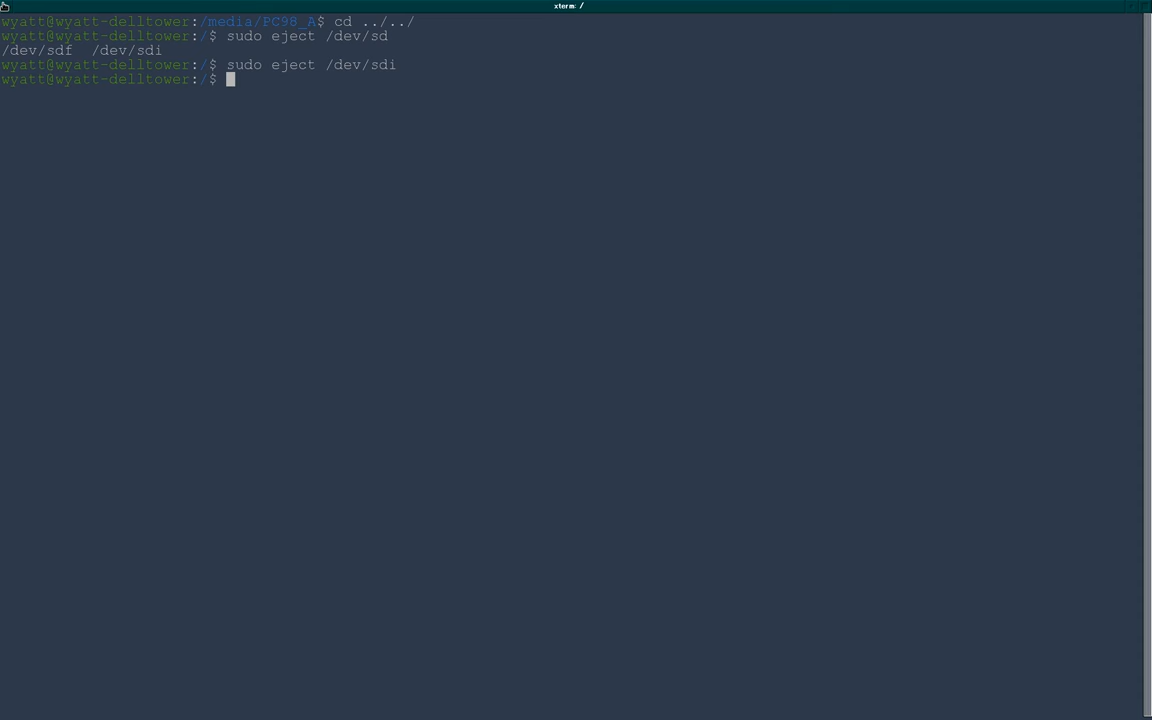 xterm: /
wyatt@wyatt-delltower:/media/PC98_A$ cd ../../
wyatt@wyatt-delltower:/$ sudo eject /dev/sd
/dev/sdf  /dev/sdi
wyatt@wyatt-delltower:/$ sudo eject /dev/sdi
wyatt@wyatt-delltower:/$